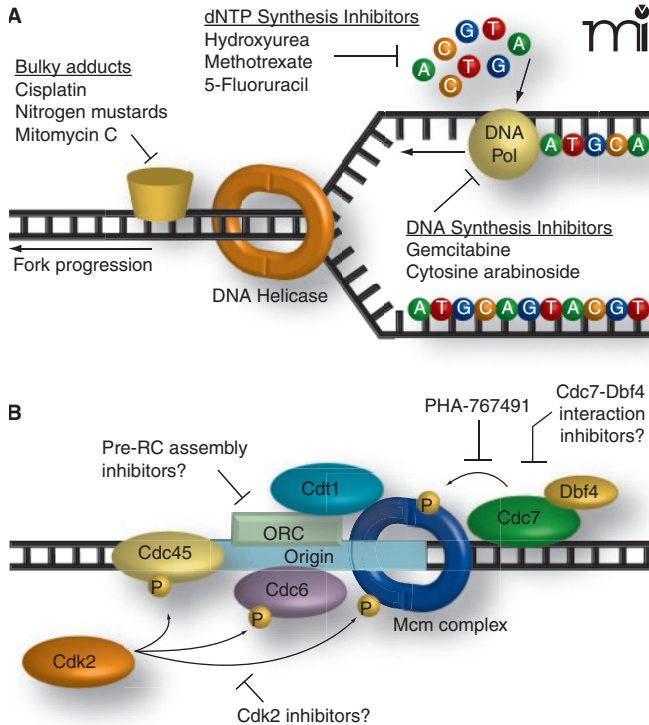 A
dNTP Synthesis Inhibitors
Hydroxyurea
Methotrexate
5-Fluoruracil
mi
Bulky adducts
Cisplatin
Nitrogen mustards
Mitomycin C
A C G T A
C T G
DNA
Pol
A T G C A
DNA Synthesis Inhibitors
Gemcitabine
Cytosine arabinoside
Fork progression
DNA Helicase
A T G C A G T A C G T
B
PHA-767491
Cdc7-Dbf4
interaction
inhibitors?
Pre-RC assembly
inhibitors?
Cdt1
P
Dbf4
Cdc7
ORC
Origin
Cdc45
P
Cdc6
P
P
Mcm complex
Cdk2
Cdk2 inhibitors?